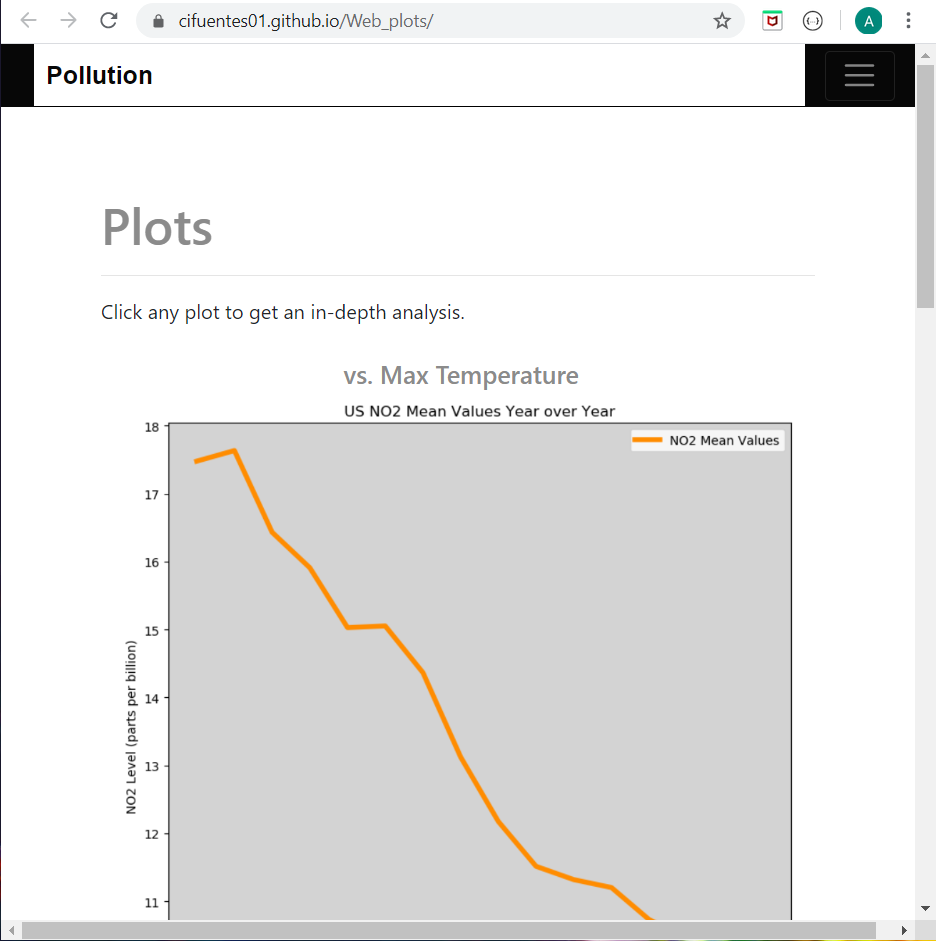 cifuentes01.github.io/Web_plots/
A
Pollution
Plots
Click any plot to get an in-depth analysis.
vs. Max Temperature
US NO2 Mean Values Year over Year
NO2 Mean Values
18
17
16
15
14
13
12
11
NO2 Level (parts per billion)